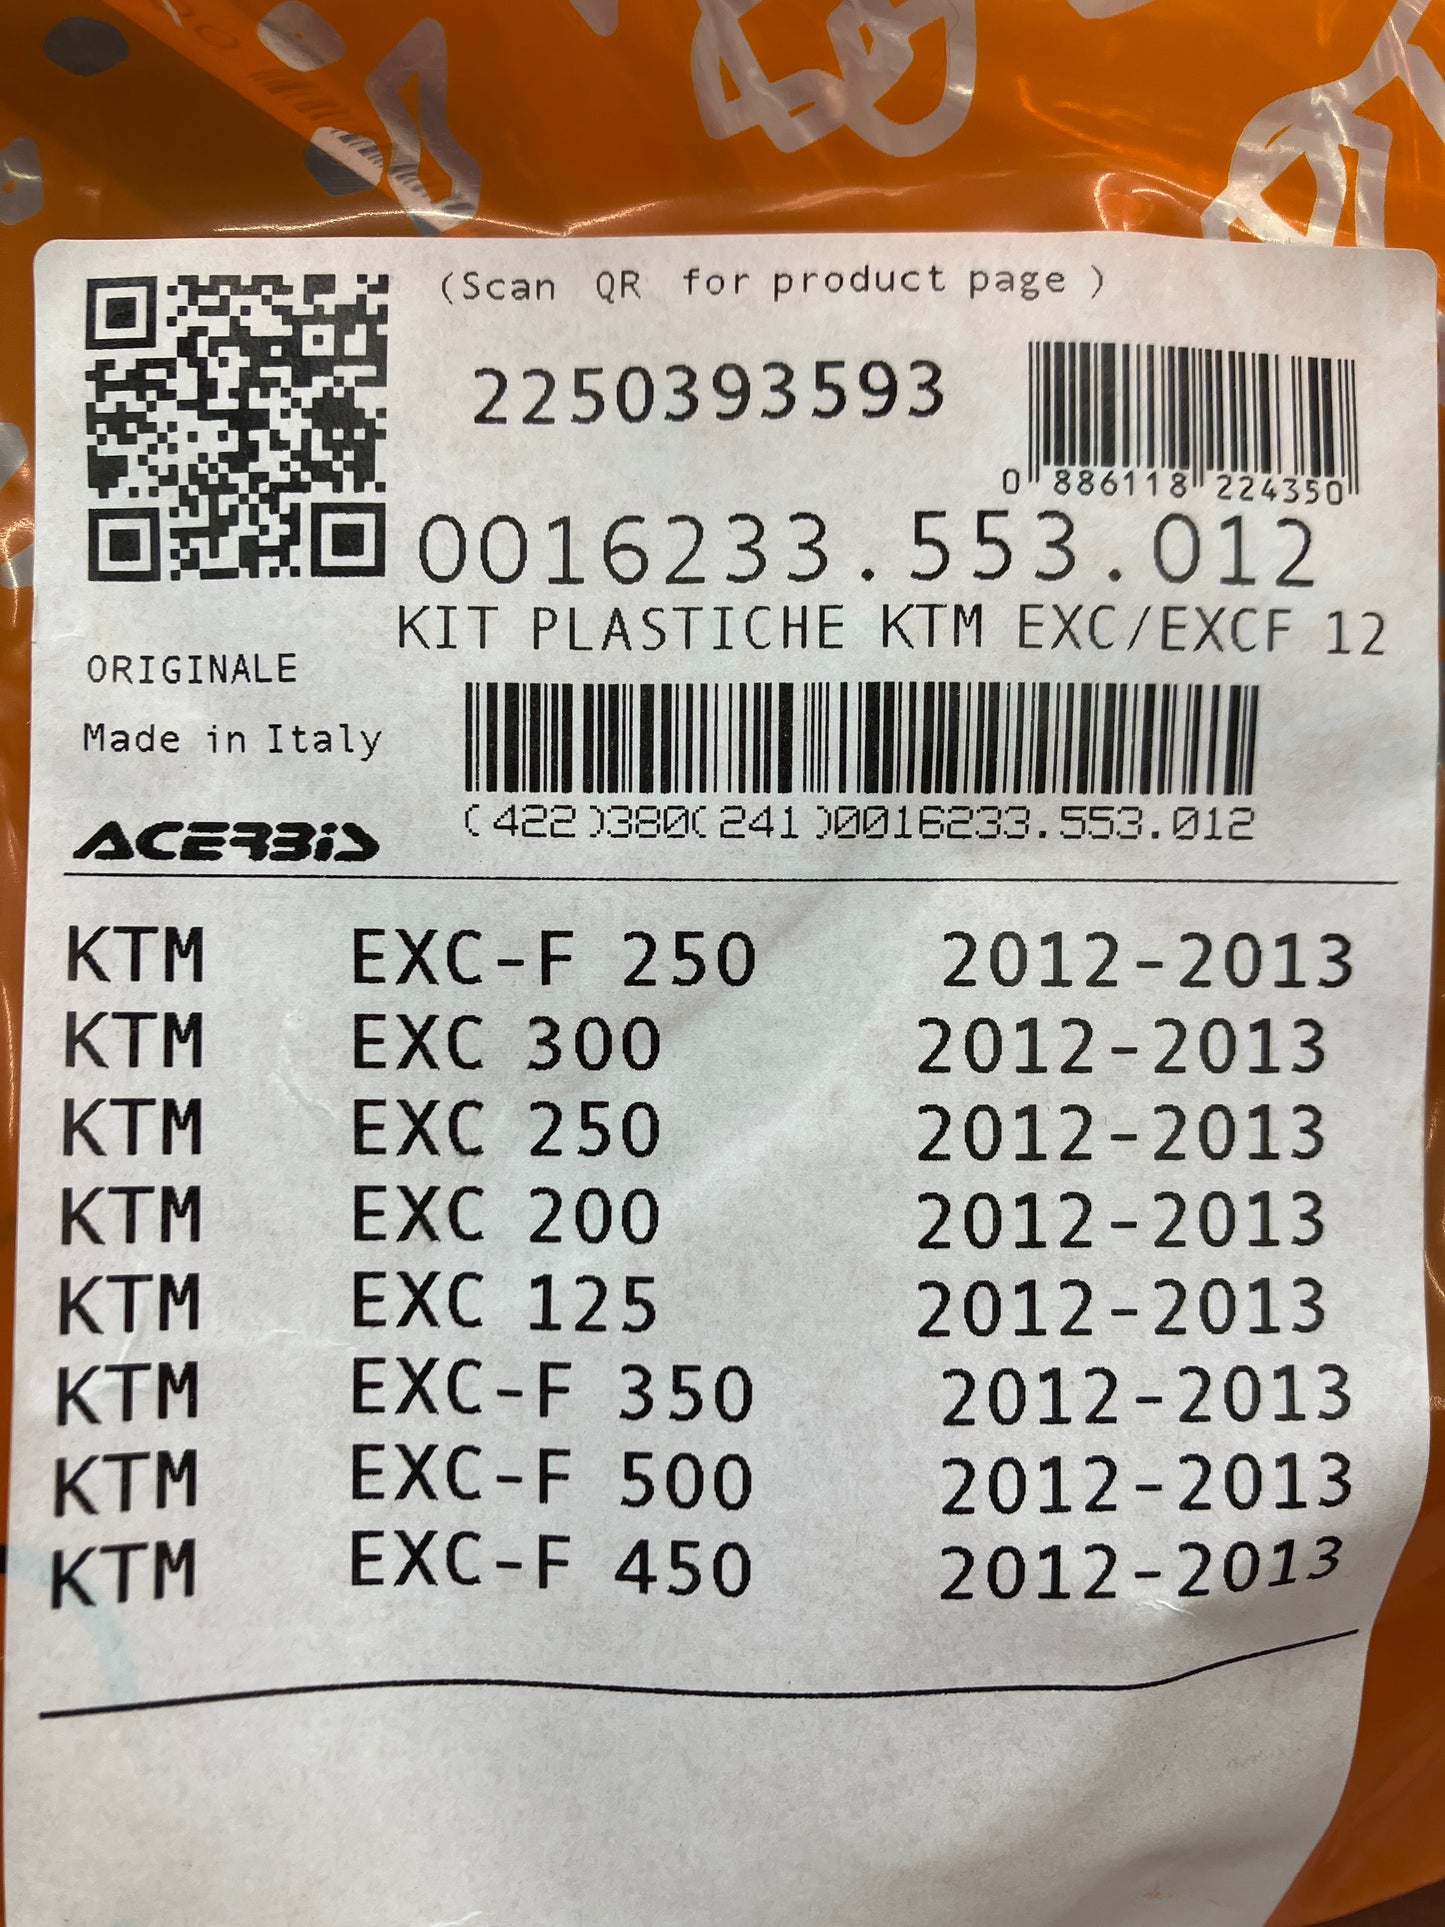 (Scan QR for product page )
2250393593
0 886118 224350
0016233.553.012
KIT PLASTICHE KTM EXC/EXCF 12
ORIGINALE
Made in Italy
(422)380(241)0016233.553.012
ACERBIS
KTM EXC-F 250 2012-2013
KTM EXC 300 2012-2013
KTM EXC 250 2012-2013
KTM EXC 200 2012-2013
KTM EXC 125 2012-2013
KTM EXC-F 350 2012-2013
KTM EXC-F 500 2012-2013
KTM EXC-F 450 2012-2013